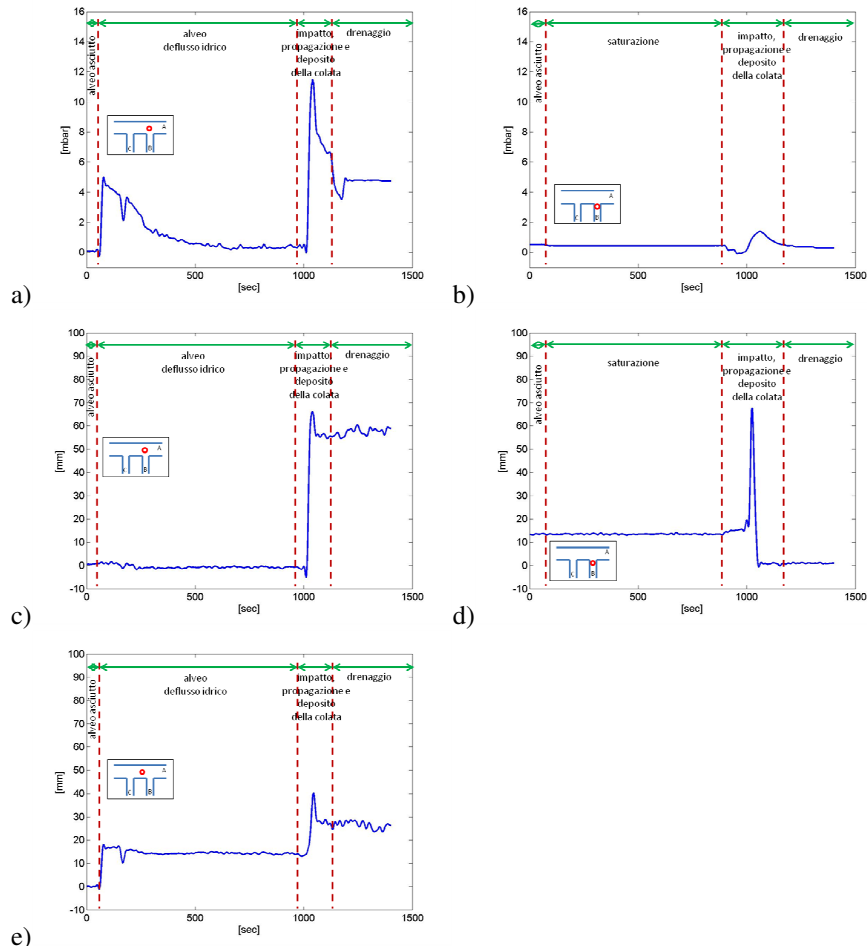 16
14
12
10
8
6
4
2
0
[mbar]
0
500
1000
1500
[sec]
alveo asciutto
alveo
deflusso idrico
impatto,
propagazione e
deposito
della colata
drenaggio
A
C
B
a)
16
14
12
10
8
6
4
2
0
[mbar]
0
500
1000
1500
[sec]
alveo asciutto
saturazione
impatto,
propagazione e
deposito
della colata
drenaggio
A
C
B
b)
100
90
80
70
60
50
40
30
20
10
0
-10
[mm]
0
500
1000
1500
[sec]
alveo asciutto
alveo
deflusso idrico
impatto,
propagazione e
deposito
della colata
drenaggio
A
C
B
c)
100
90
80
70
60
50
40
30
20
10
0
-10
[mm]
0
500
1000
1500
[sec]
alveo asciutto
saturazione
impatto,
propagazione e
deposito
della colata
drenaggio
A
C
B
d)
100
90
80
70
60
50
40
30
20
10
0
-10
[mm]
0
500
1000
1500
[sec]
alveo asciutto
alveo
deflusso idrico
impatto,
propagazione e
deposito
della colata
drenaggio
A
C
B
e)